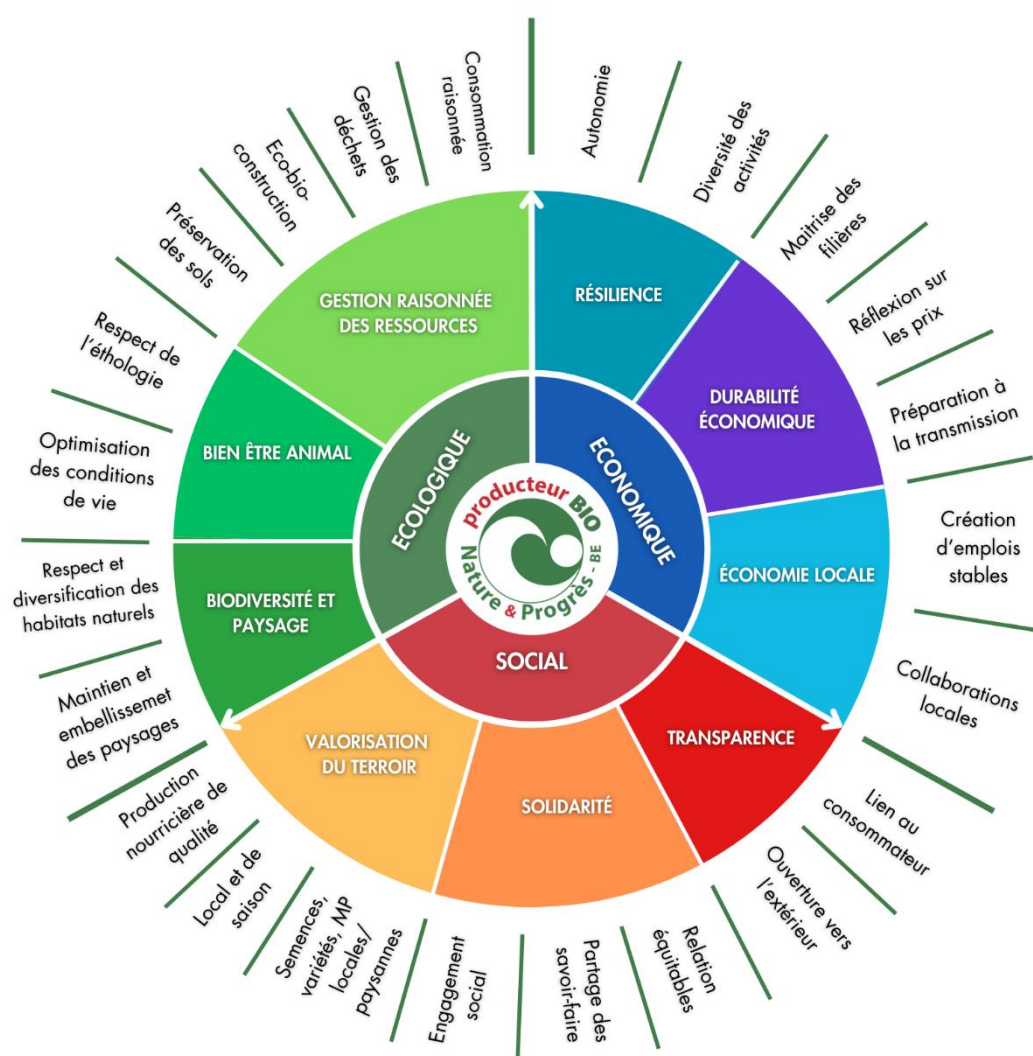 Autonomie
Diversité des
activités
Maitrise des
filières
Réflexion sur
les prix
Préparation à
la transmission
Création
d'emplois
stables
Collaborations
locales
Lien au
consommateur
Ouverture vers
l'extérieur
Relation
équitables
Partage des
savoir-faire
Engagement
social
Semences,
variétés, MP
locales/
paysannes
Local et de
saison
Production
nourricière de
qualité
Maintien et
embellissemet
des paysages
Respect et
diversification des
habitats naturels
Optimisation
des conditions
de vie
Respect de
l'éthologie
Préservation
des sols
Eco-bio-
construction
Gestion des
déchets
Consommation
raisonnée
RÉSILIENCE
DURABILITÉ
ÉCONOMIQUE
ÉCONOMIE LOCALE
TRANSPARENCE
SOLIDARITÉ
VALORISATION
DU TERROIR
BIODIVERSITÉ ET
PAYSAGE
BIEN ÊTRE ANIMAL
GESTION RAISONNÉE
DES RESSOURCES
ECOLOGIQUE
ECONOMIQUE
SOCIAL
producteur BIO
Nature & Progrès - BE